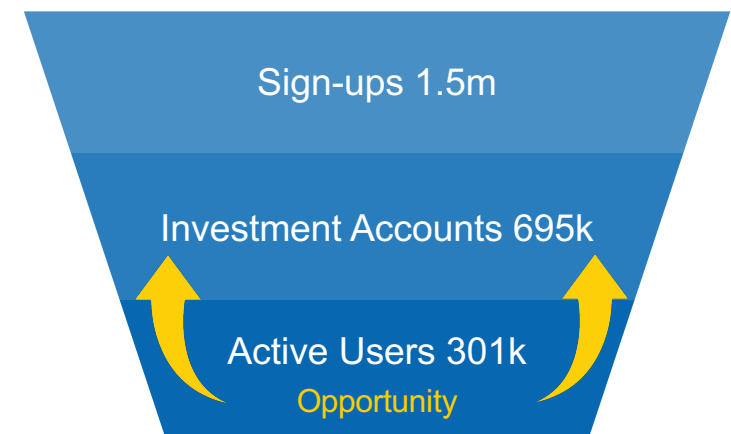 Sign-ups 1.5m
Investment Accounts 695k
Active Users 301k
Opportunity